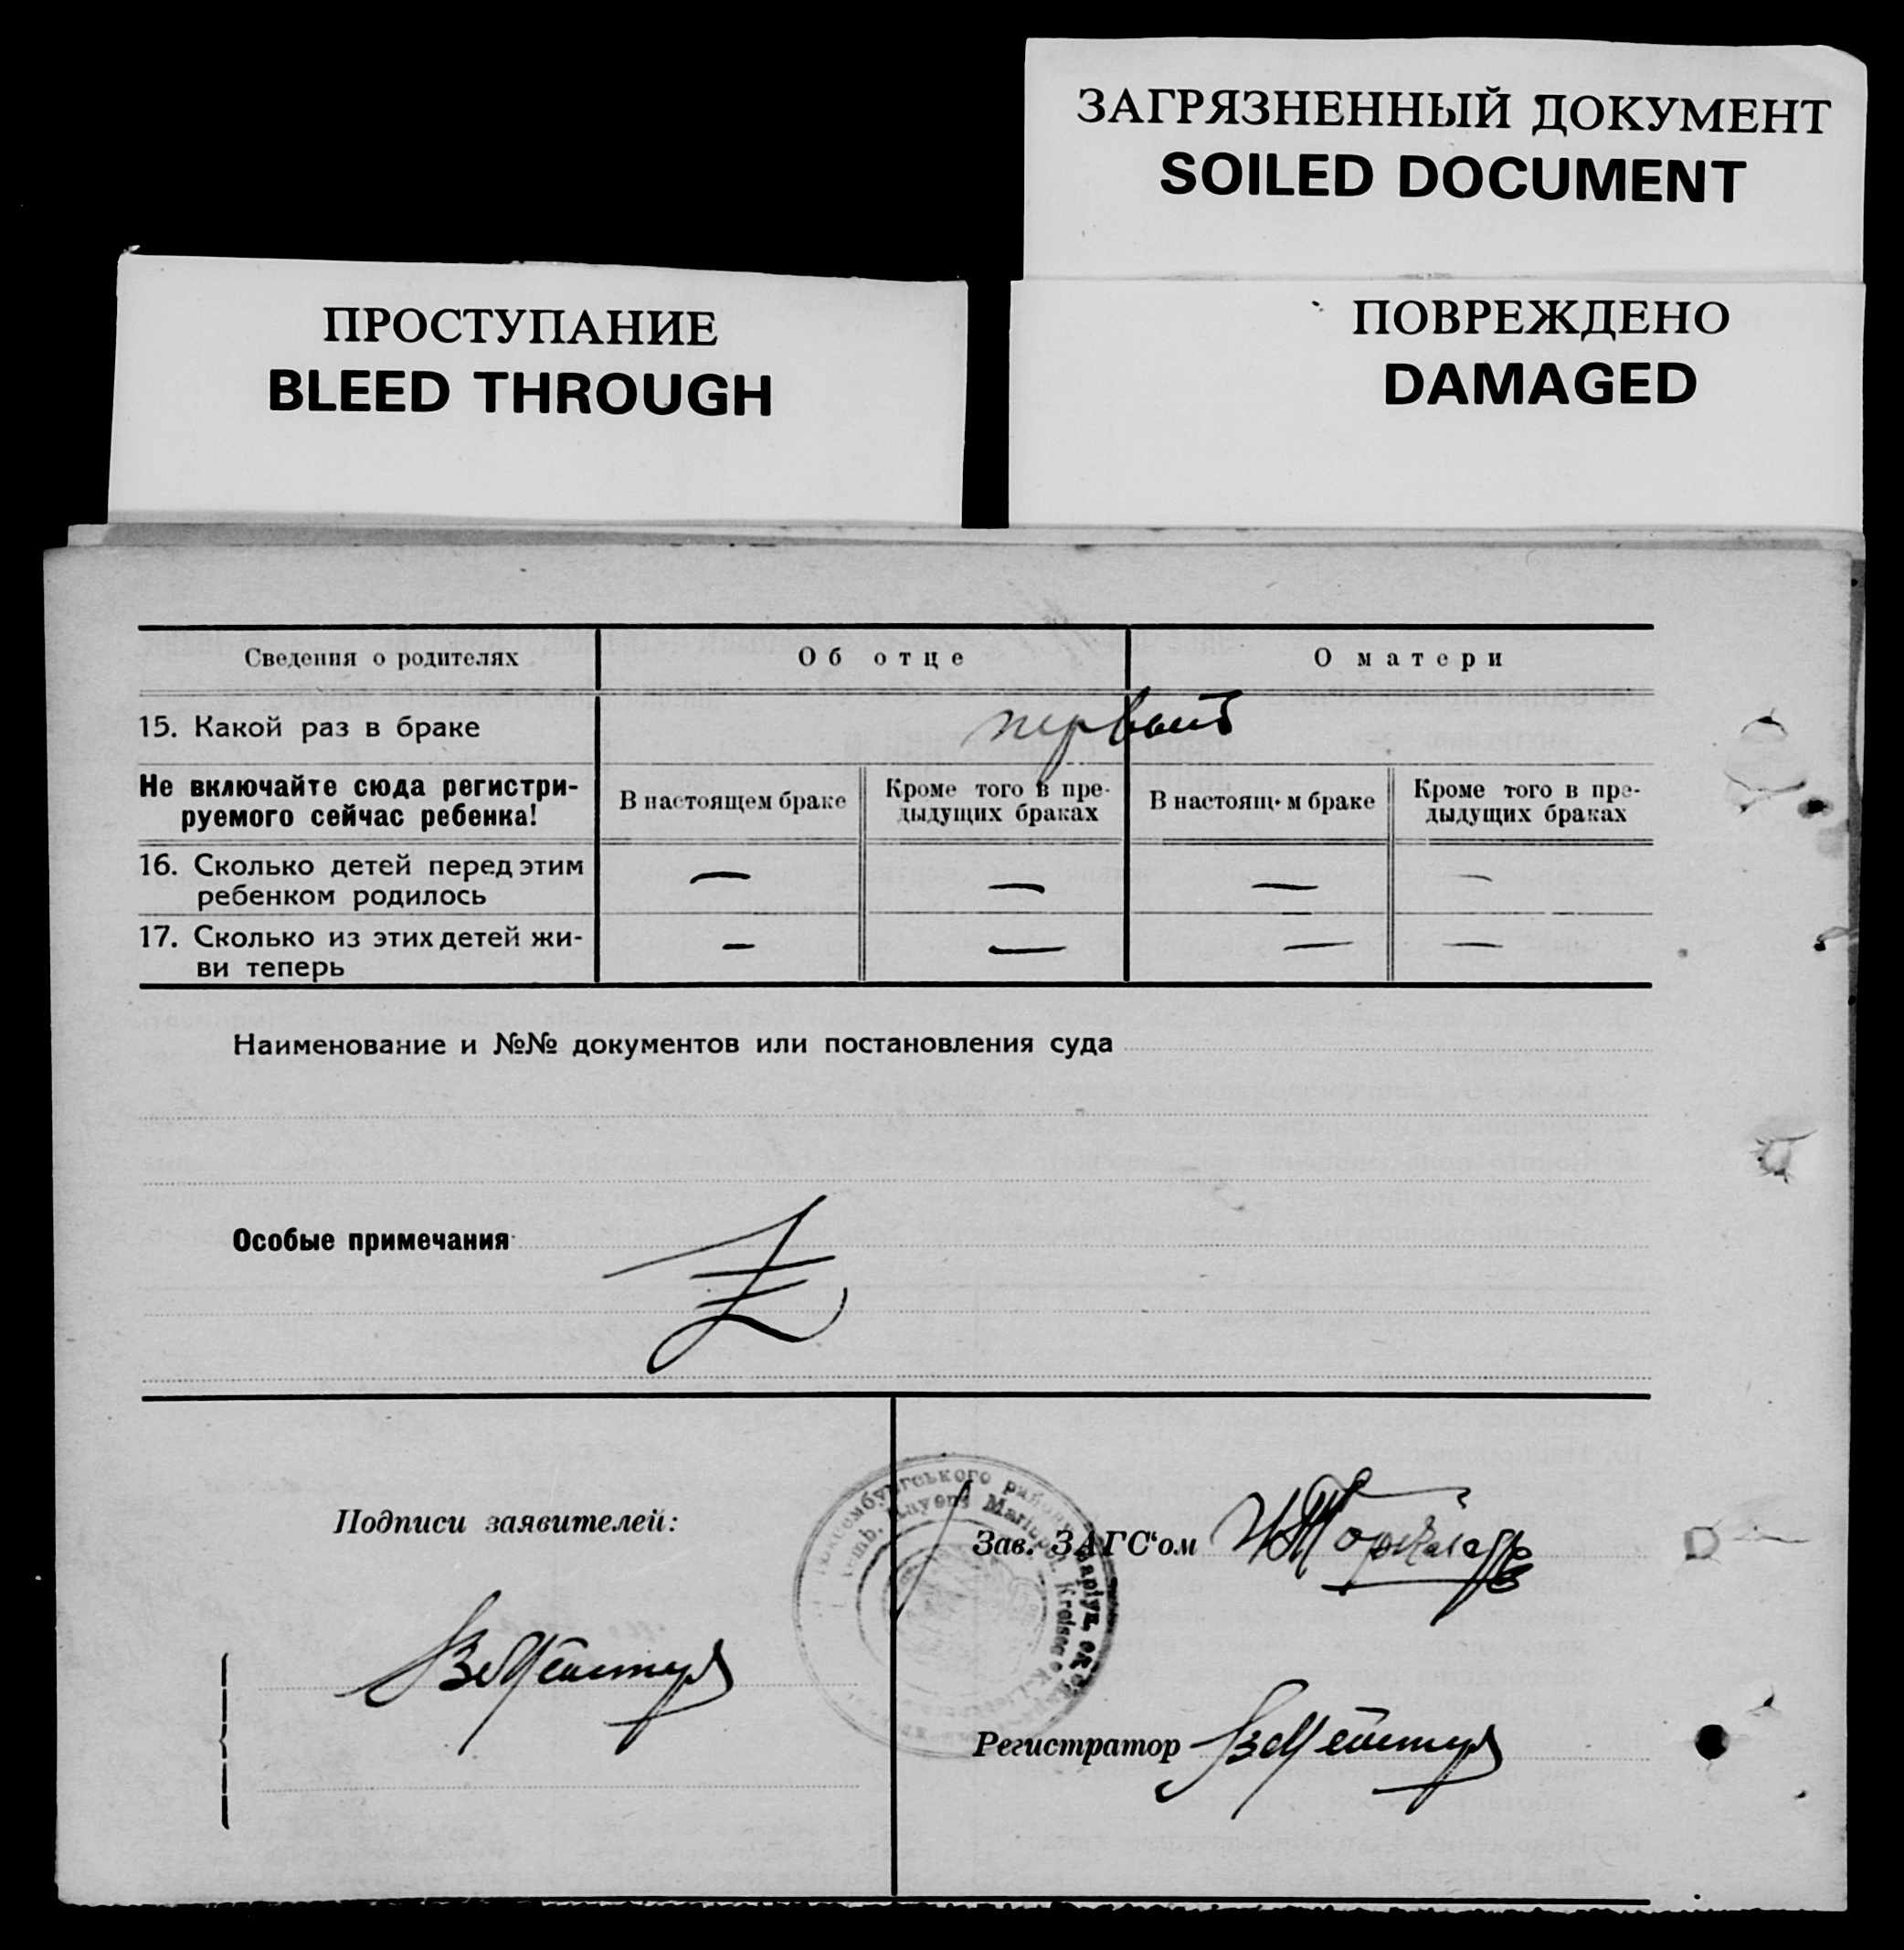 ЗАГРЯЗНЕННЫЙ ДОКУМЕНТ
SOILED DOCUMENT
ПРОСТУПАНИЕ
BLEED THROUGH
ПОВРЕЖДЕНО
DAMAGED
Сведения о родителях Об отце О матери
15. Какой раз в браке первый
Не включайте сюда регистри-
руемого сейчас ребенка!
В настоящем браке
Кроме того в пре-
дыдущих браках
В настоящ м браке
Кроме того в пре-
дыдущих браках
16. Сколько детей перед этим
ребенком родилось — — — —
17. Сколько из этих детей жи-
ви теперь — — — —
Наименование и №№ документов или постановления суда
Особые примечания
Подписи заявителей:
Зав. ЗАГС‘ом
Регистратор